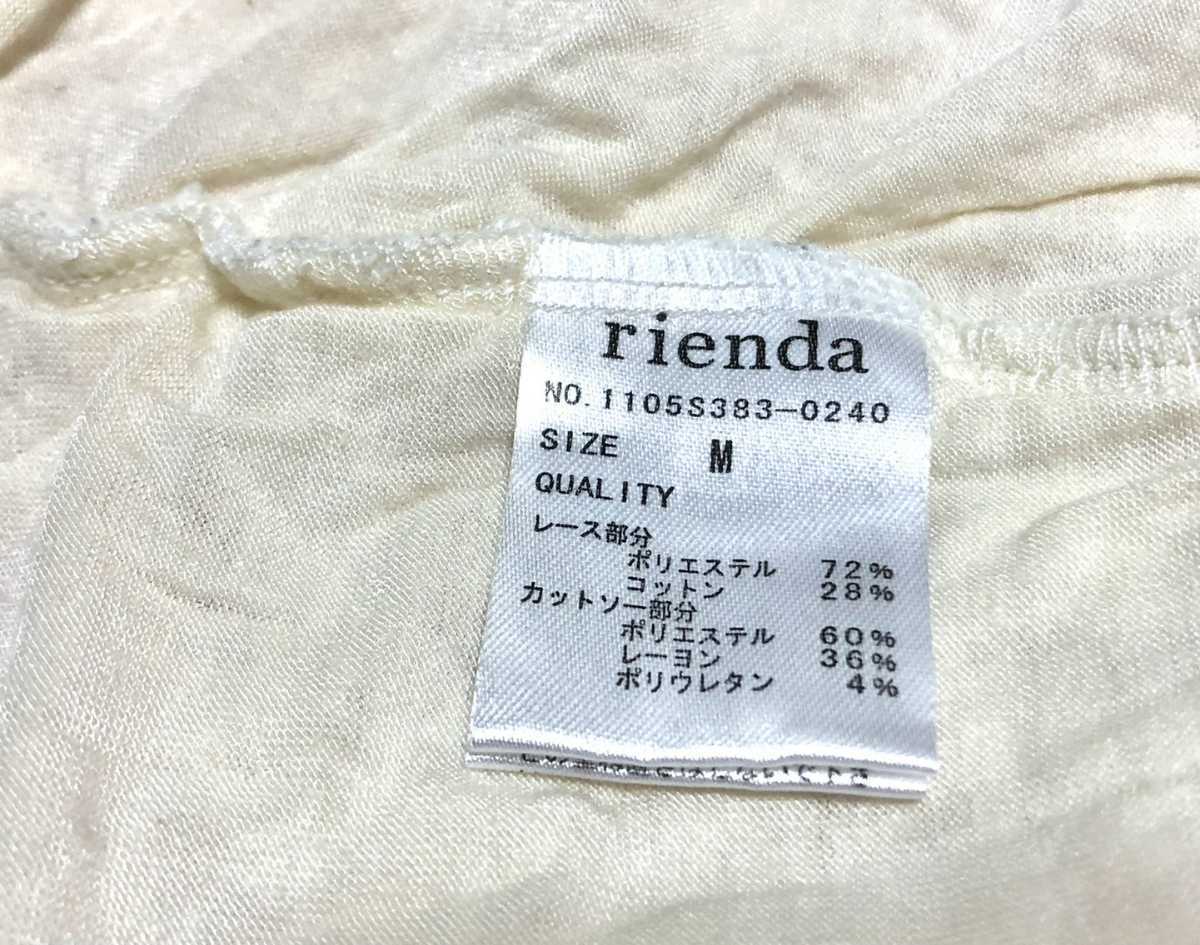 rienda
NO.1105S383-0240
SIZE M
QUALITY
レース部分
ポリエステル 72%
コットン 28%
カットソー部分
ポリエステル 60%
レーヨン 36%
ポリウレタン 4%